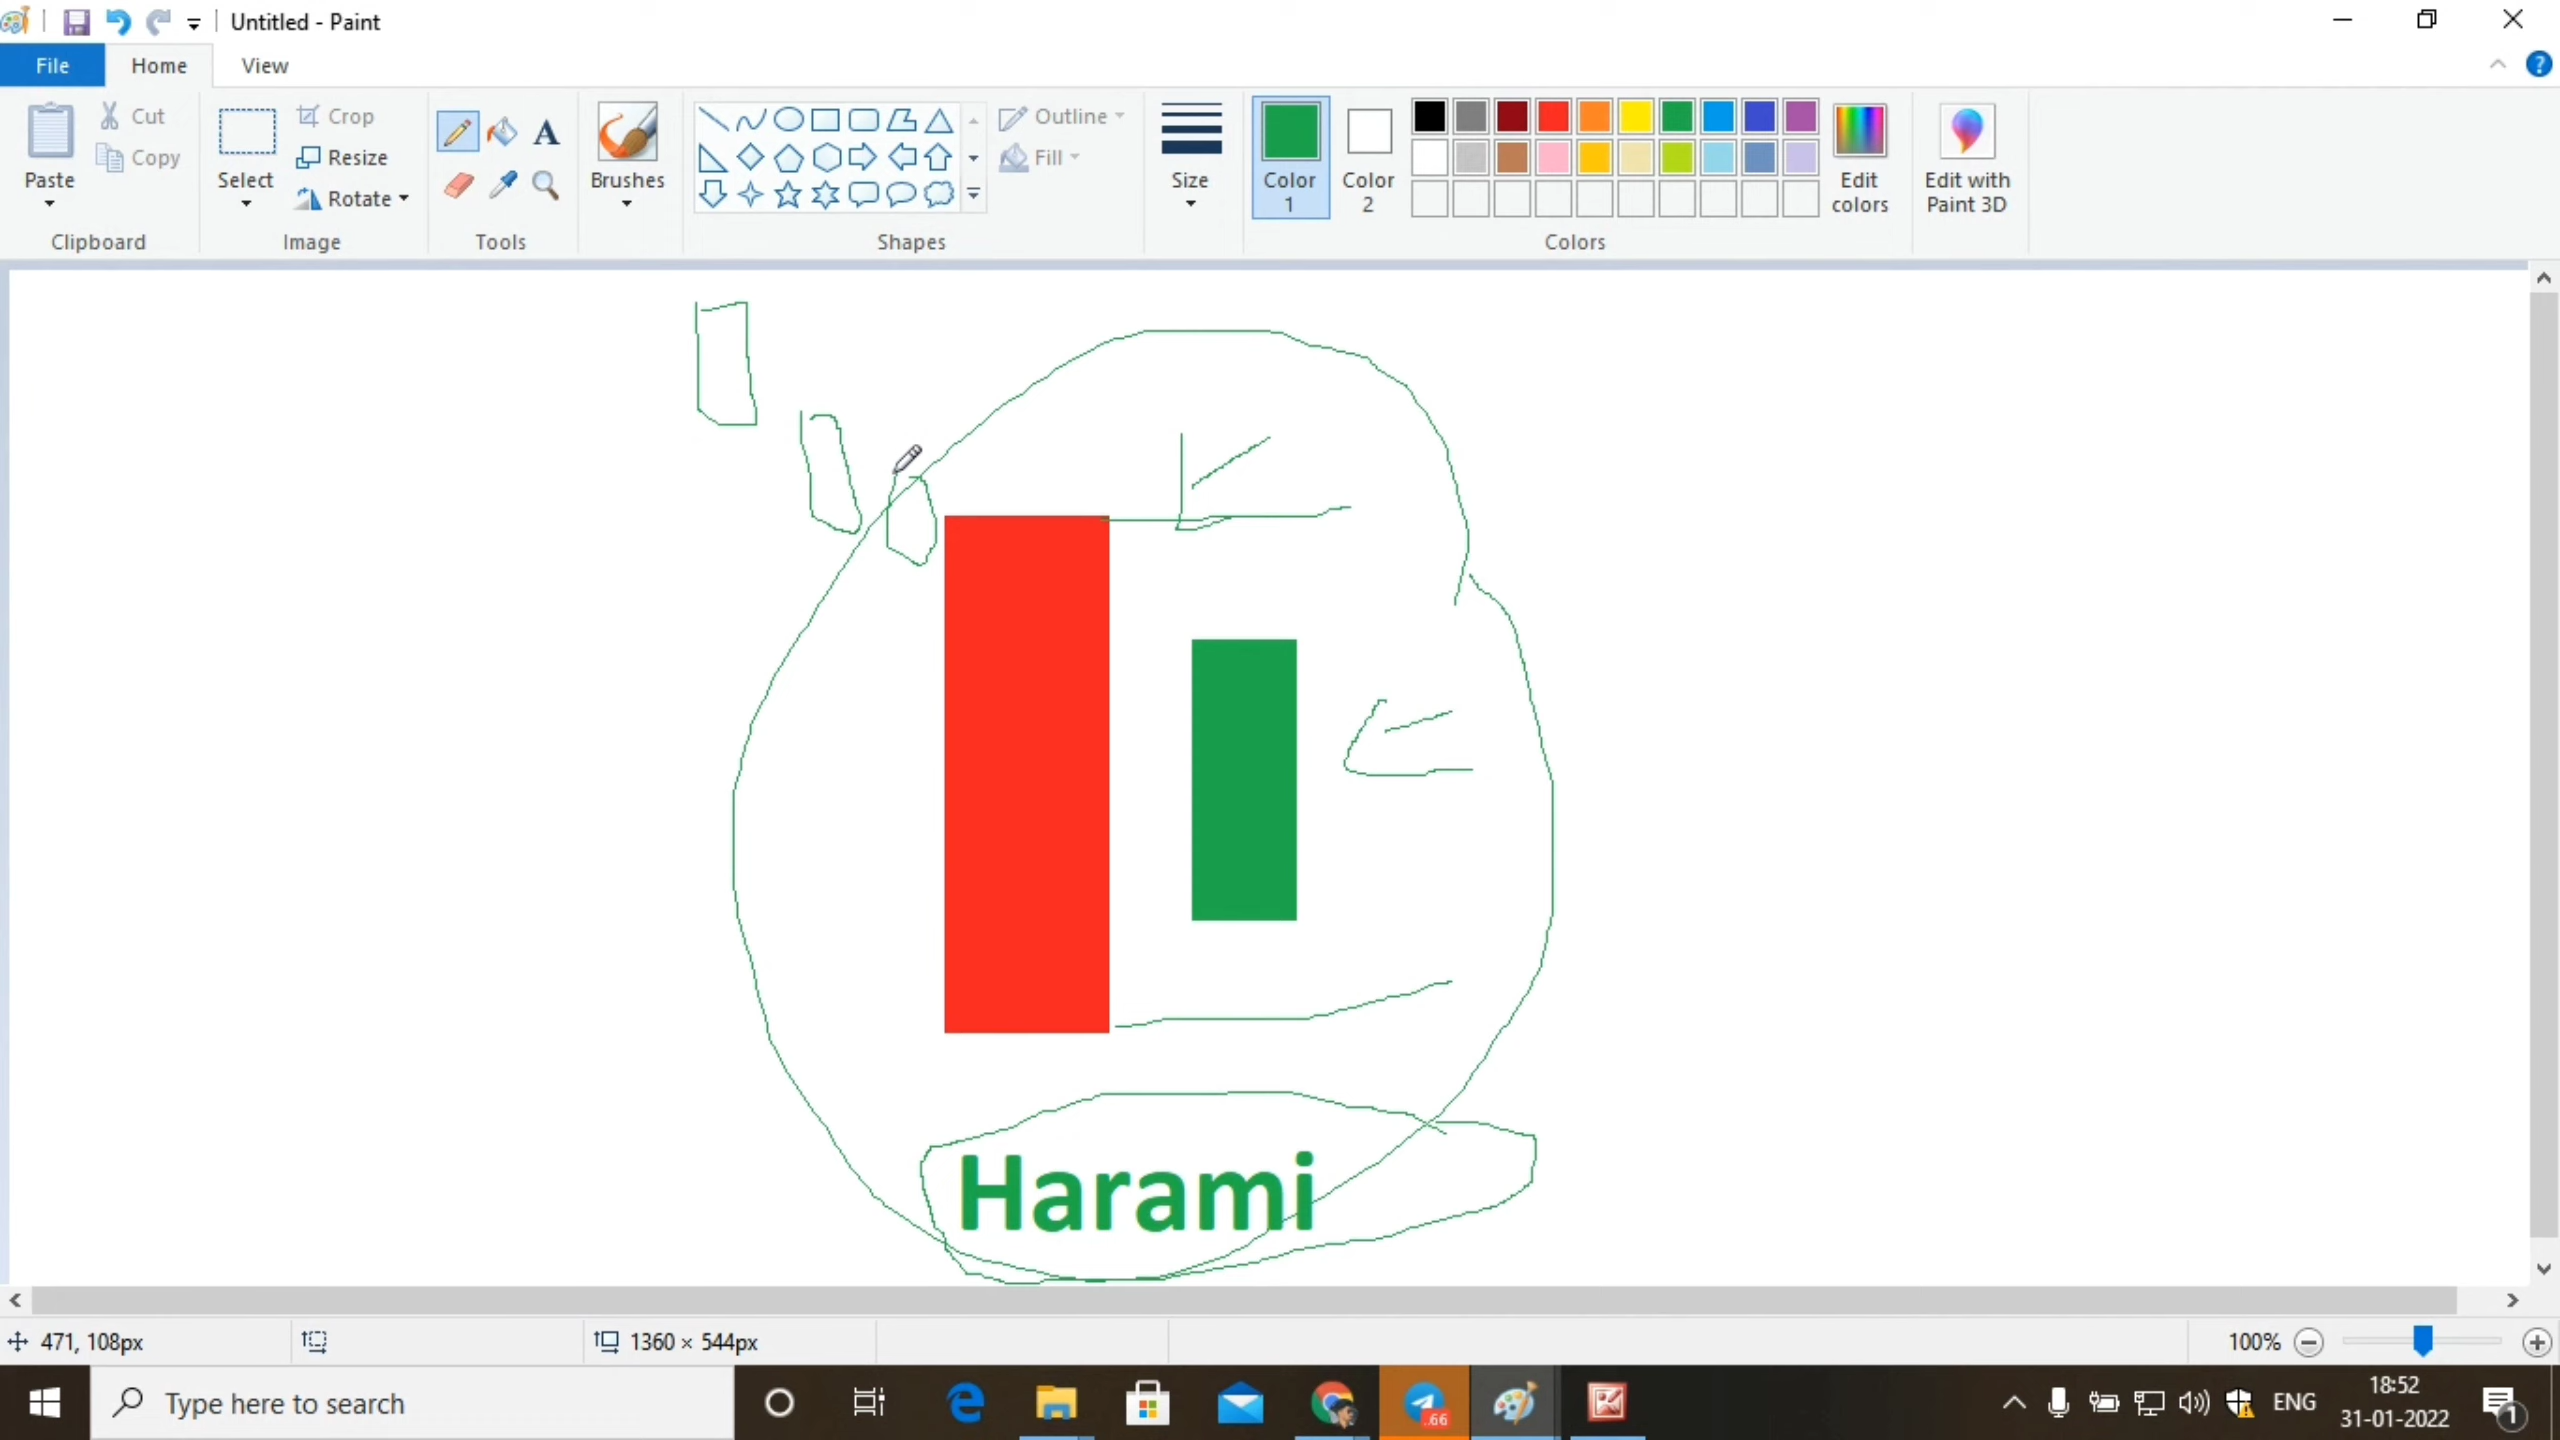 Untitled - Paint
File Home View
Paste
Cut
Copy
Clipboard
Select
Crop
Resize
Rotate
Image
A
Tools
Brushes
Shapes
Outline
Fill
Size
Color 1
Color 2
Colors
Edit colors
Edit with Paint 3D
?
Harami
471, 108px
1360 × 544px
100%
Type here to search
..66
ENG
18:52
31-01-2022
1